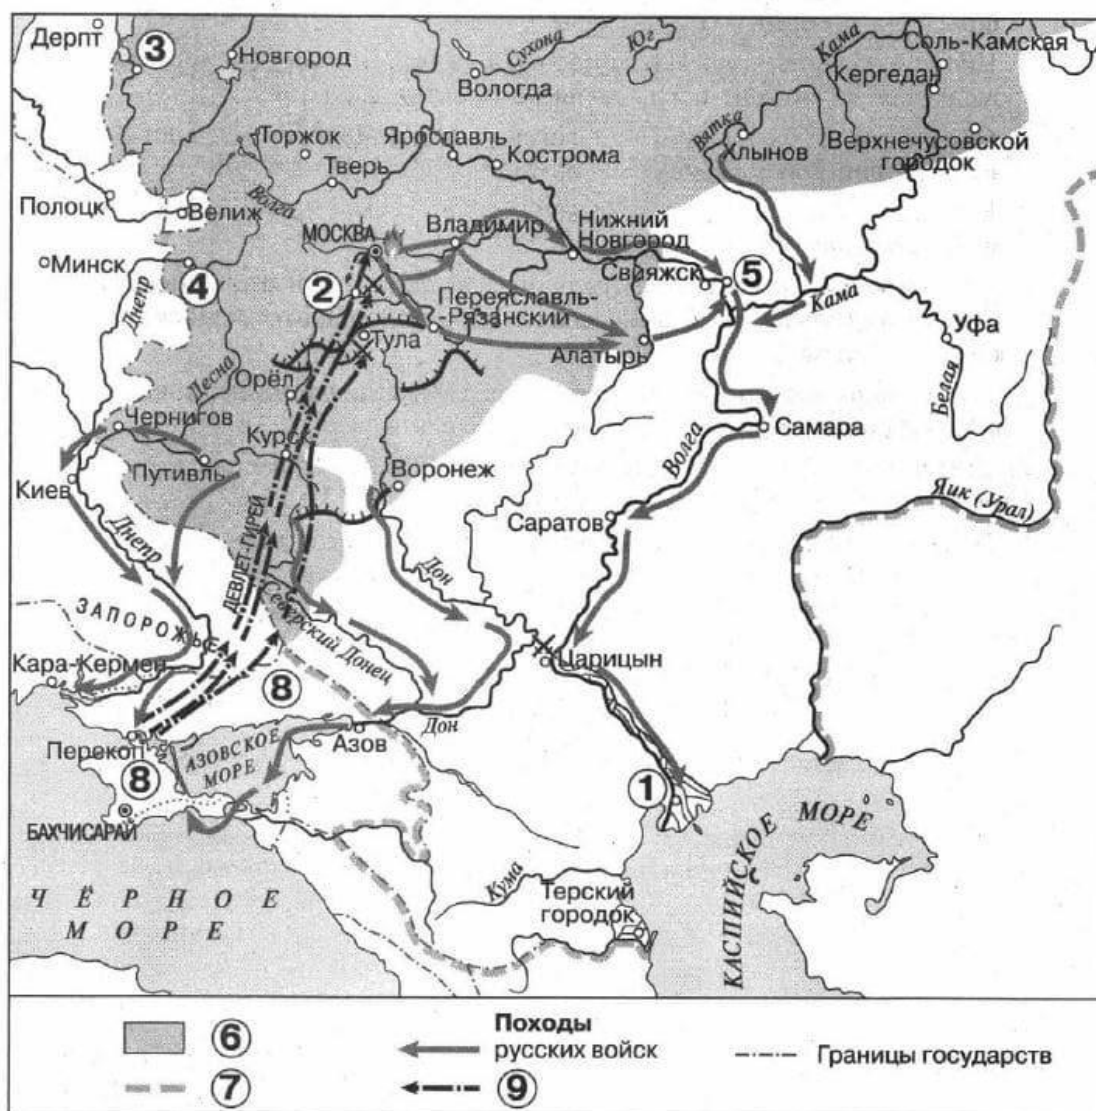 Дерпт
3
Новгород
Сухона
Юг
Кама
Соль-Камская
Вологда
Кергедан
Торжок
Ярославль
Вятка
Хлынов
Верхнечусовской
городок
Тверь
Кострома
Полоцк
Велиж
Волга
МОСКВА
Владимир
Нижний
Новгород
Минск
4
2
Свияжск
5
Днепр
Переяславль-
-Рязанский
Кама
Тула
Алатырь
Уфа
Десна
Орёл
Белая
Чернигов
Курск
Волга
Самара
Путивль
Воронеж
Киев
Яик (Урал)
Саратов
Днепр
ДЕВЛЕТ-ГИРЕЙ
Дон
ЗАПОРОЖЬЕ
Северский Донец
Кара-Кермен
Царицын
8
Дон
Перекоп
АЗОВСКОЕ
МОРЕ
Азов
8
1
БАХЧИСАРАЙ
КАСПИЙСКОЕ МОРЕ
Кума
Терский
городок
ЧЁРНОЕ
МОРЕ
6
Походы
русских войск
Границы государств
7
9